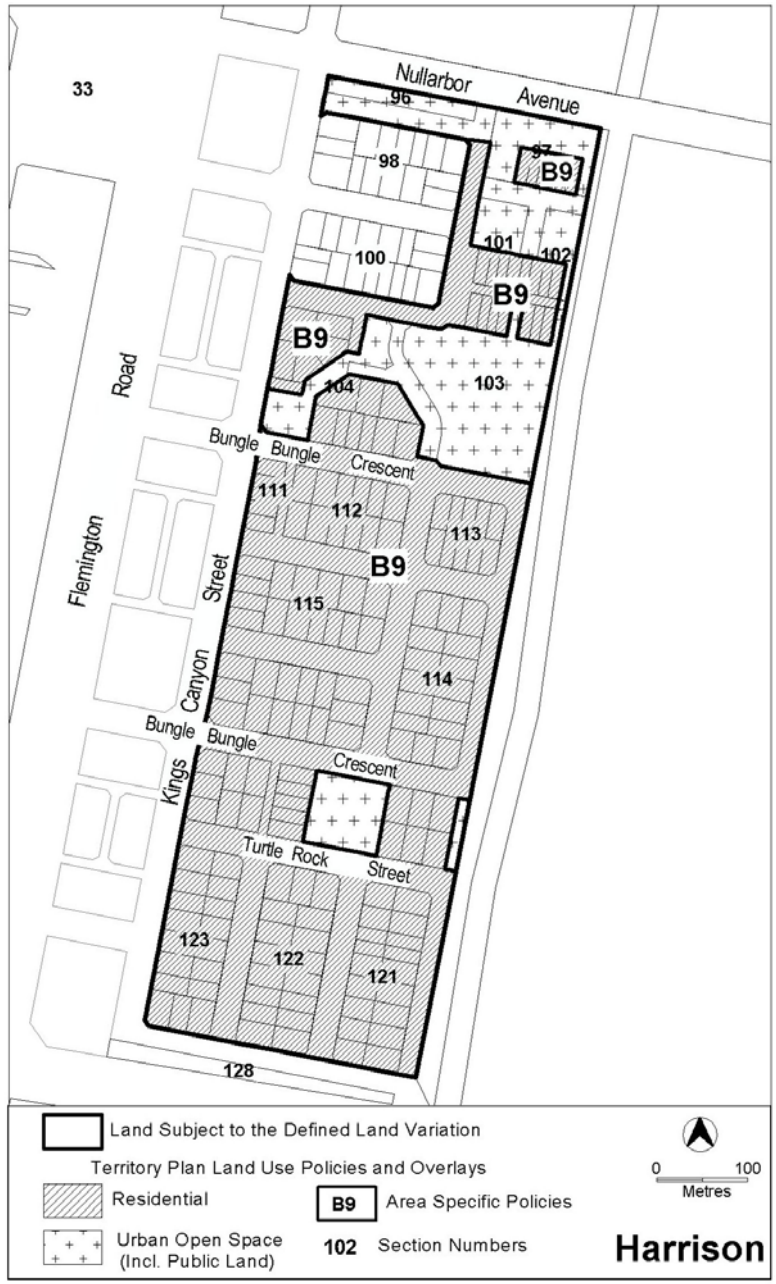 Nullarbor Avenue
33
96
97
98
B9
101
102
100
B9
B9
103
Road
104
Bungle Bungle Crescent
111
112
113
B9
Flemington
Street
115
114
Canyon
Bungle Bungle Crescent
Kings
Turtle Rock Street
123
122
121
128
Land Subject to the Defined Land Variation
Territory Plan Land Use Policies and Overlays
0 100
Metres
Residential
B9 Area Specific Policies
Urban Open Space
(Incl. Public Land)
102 Section Numbers
Harrison